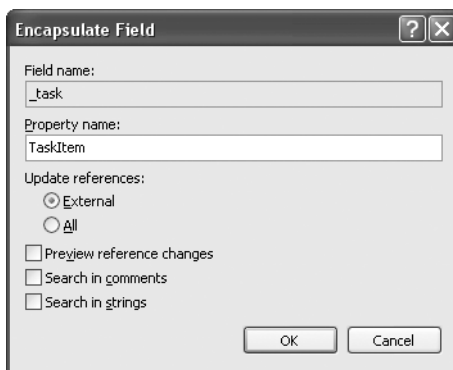 Encapsulate Field
Field name:
_task
Property name:
TaskItem
Update references:
External
All
Preview reference changes
Search in comments
Search in strings
OK Cancel